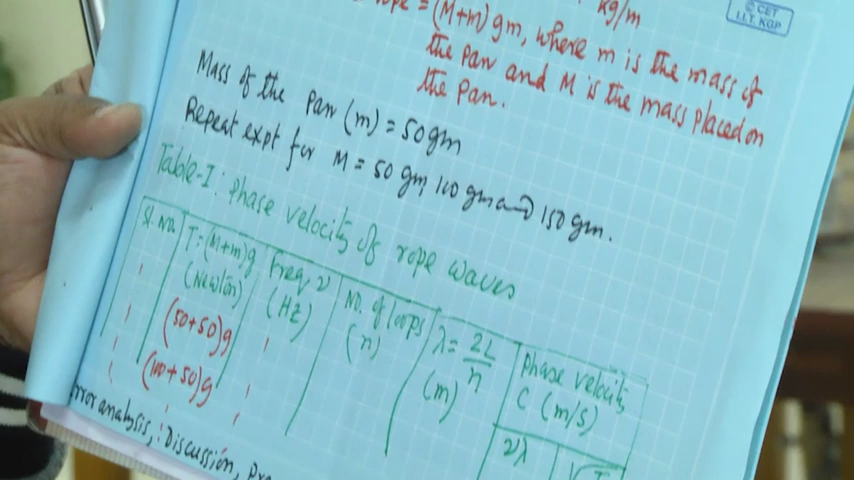 kg/m
© CET
I.I.T. KGP
rope = (M+m) gm, where m is the mass of
the pan and M is the mass placed on
the pan.
Mass of the pan (m) = 50 gm
Repeat expt for M = 50 gm, 100 gm and 150 gm.
Table-I : Phase velocity of rope waves
Sl. No. T=(M+m)g (Newton) Freq ν (Hz) No. of loops (n) λ = 2L/n (m) Phase velocity C (m/s)
νλ
(50+50)g
(100+50)g
Error analysis, Discussion,